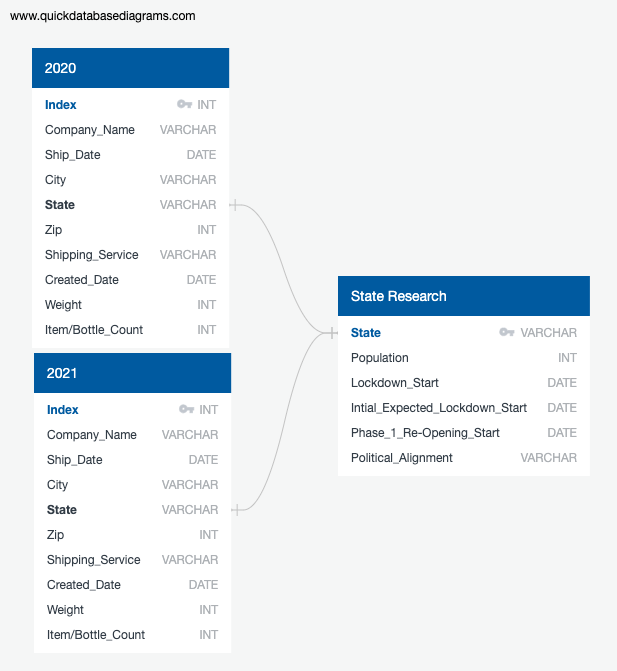 www.quickdatabasediagrams.com
2020
Index INT
Company_Name VARCHAR
Ship_Date DATE
City VARCHAR
State VARCHAR
Zip INT
Shipping_Service VARCHAR
Created_Date DATE
Weight INT
Item/Bottle_Count INT
2021
Index INT
Company_Name VARCHAR
Ship_Date DATE
City VARCHAR
State VARCHAR
Zip INT
Shipping_Service VARCHAR
Created_Date DATE
Weight INT
Item/Bottle_Count INT
State Research
State VARCHAR
Population INT
Lockdown_Start DATE
Intial_Expected_Lockdown_Start DATE
Phase_1_Re-Opening_Start DATE
Political_Alignment VARCHAR